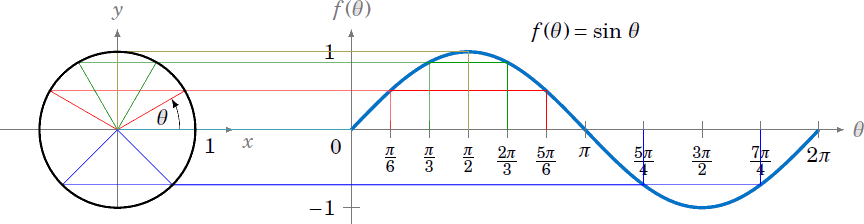 y
f(θ)
f(θ) = sin θ
1
θ
1
x
0
π/6
π/3
π/2
2π/3
5π/6
π
5π/4
3π/2
7π/4
2π
θ
−1